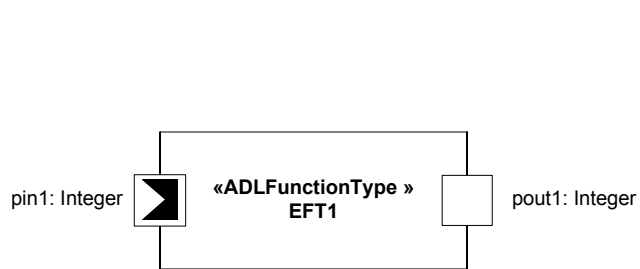 «ADLFunctionType »
EFT1
pin1: Integer
pout1: Integer